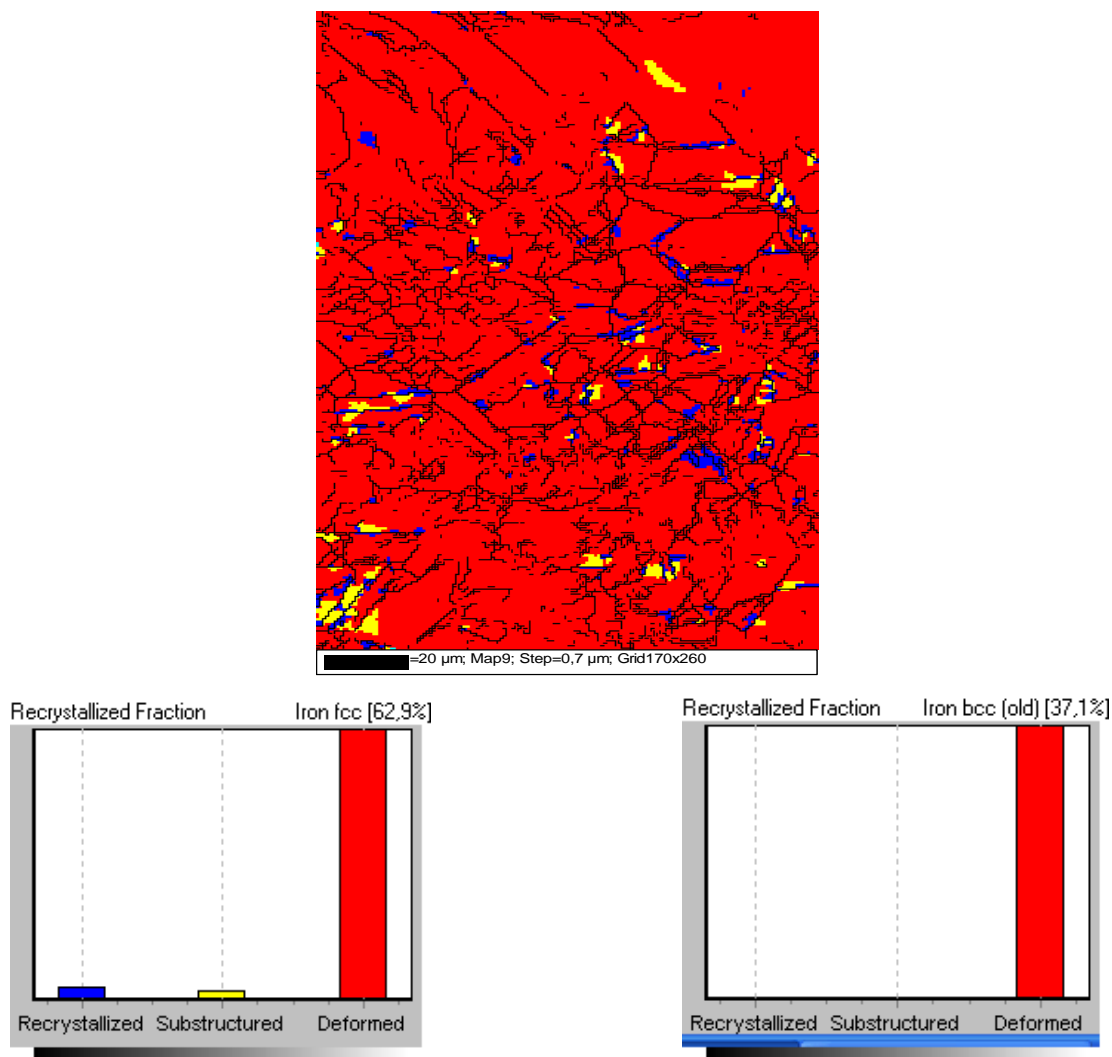 =20 µm; Map9; Step=0,7 µm; Grid170x260
Recrystallized Fraction Iron fcc [62,9%]
Recrystallized Substructured Deformed
Recrystallized Fraction Iron bcc (old) [37,1%]
Recrystallized Substructured Deformed